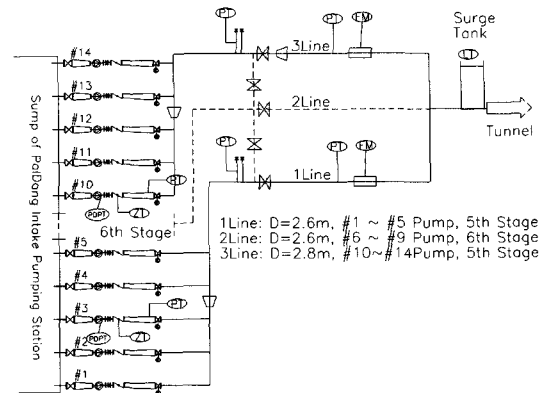 Surge
Tank
PT
PT
FM
LT
#14
3Line
#13
#12
2Line
Tunnel
#11
PT
PT
FM
#10
PT
1Line
PDPT
ZT
6th Stage
1Line: D=2.6m, #1 ~ #5 Pump, 5th Stage
2Line: D=2.6m, #6 ~ #9 Pump, 6th Stage
3Line: D=2.8m, #10~#14Pump, 5th Stage
#5
#4
#3
PT
PDPT
ZT
#2
#1
Sump of PalDang Intake Pumping Station